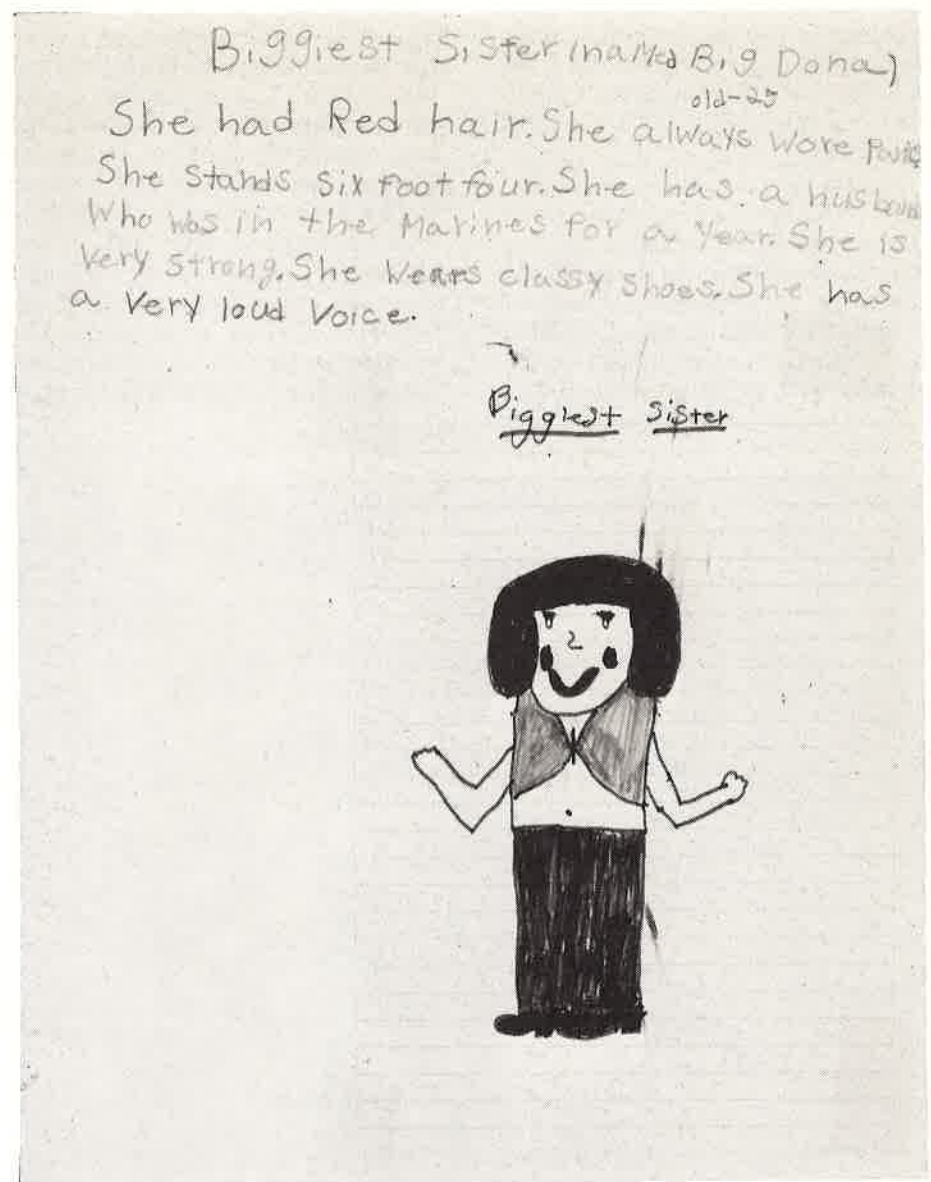 Biggiest Sister (named Big Dona)
old-25
She had Red hair. She always wore Pants
She stands six foot four. She has a husband
Who was in the Marines for a year. She is
Very strong. She Wears classy shoes. She has
a very loud voice.
Biggiest Sister